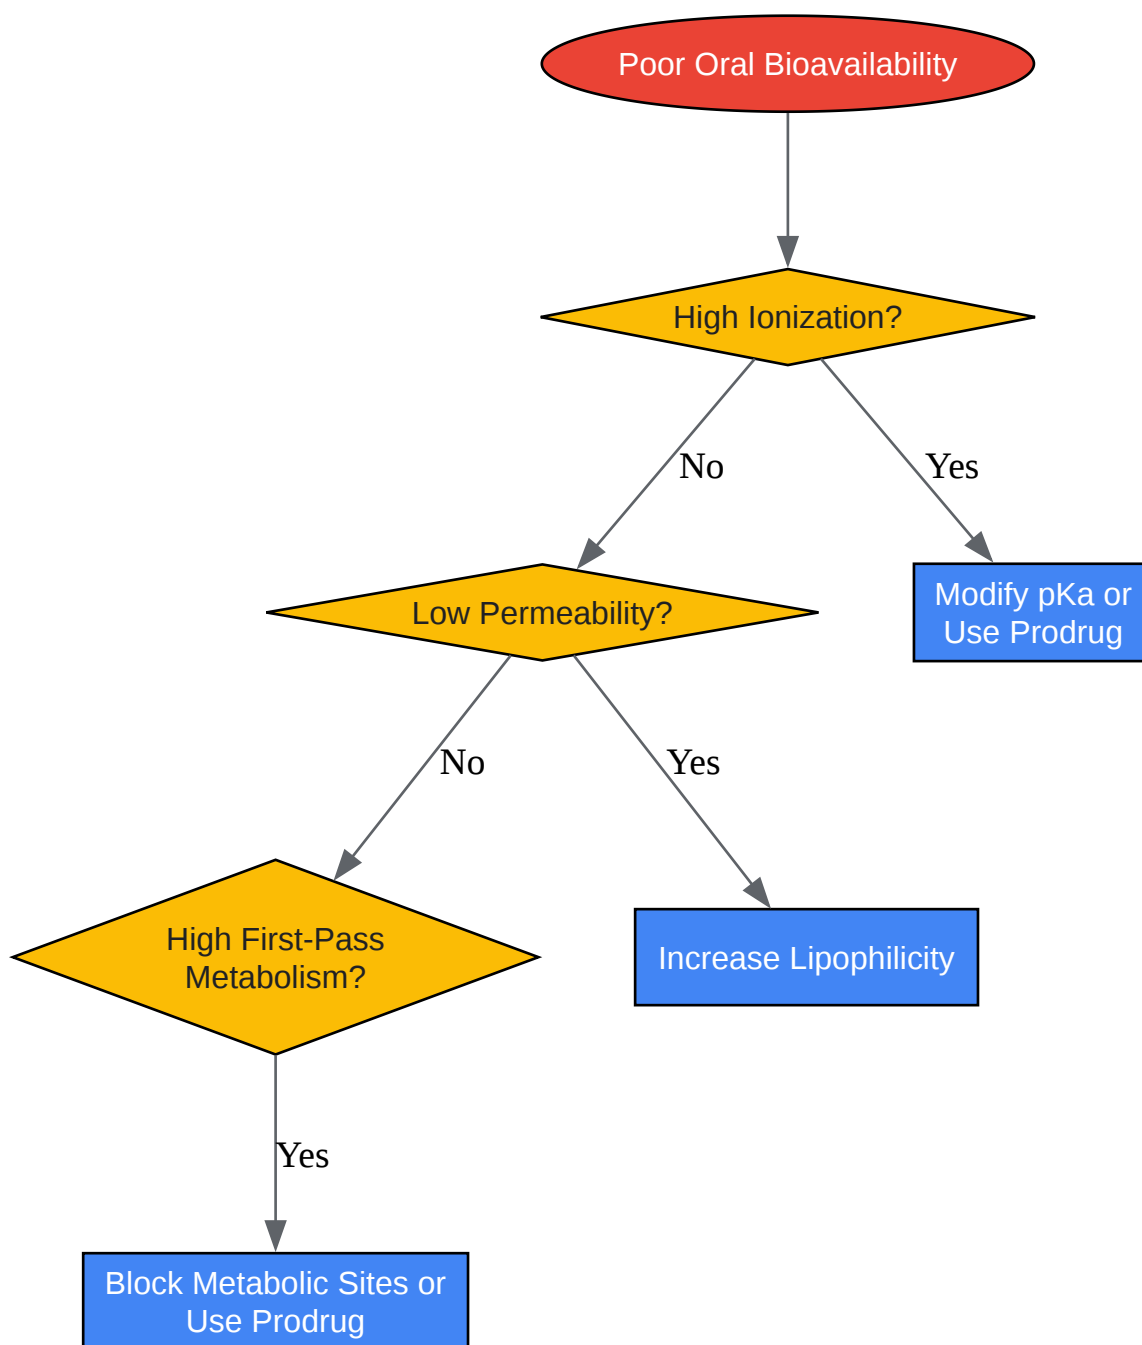 Poor Oral Bioavailability
High Ionization?
No
Yes
Low Permeability?
Modify pKa or
Use Prodrug
No
Yes
High First-Pass
Metabolism?
Increase Lipophilicity
Yes
Block Metabolic Sites or
Use Prodrug